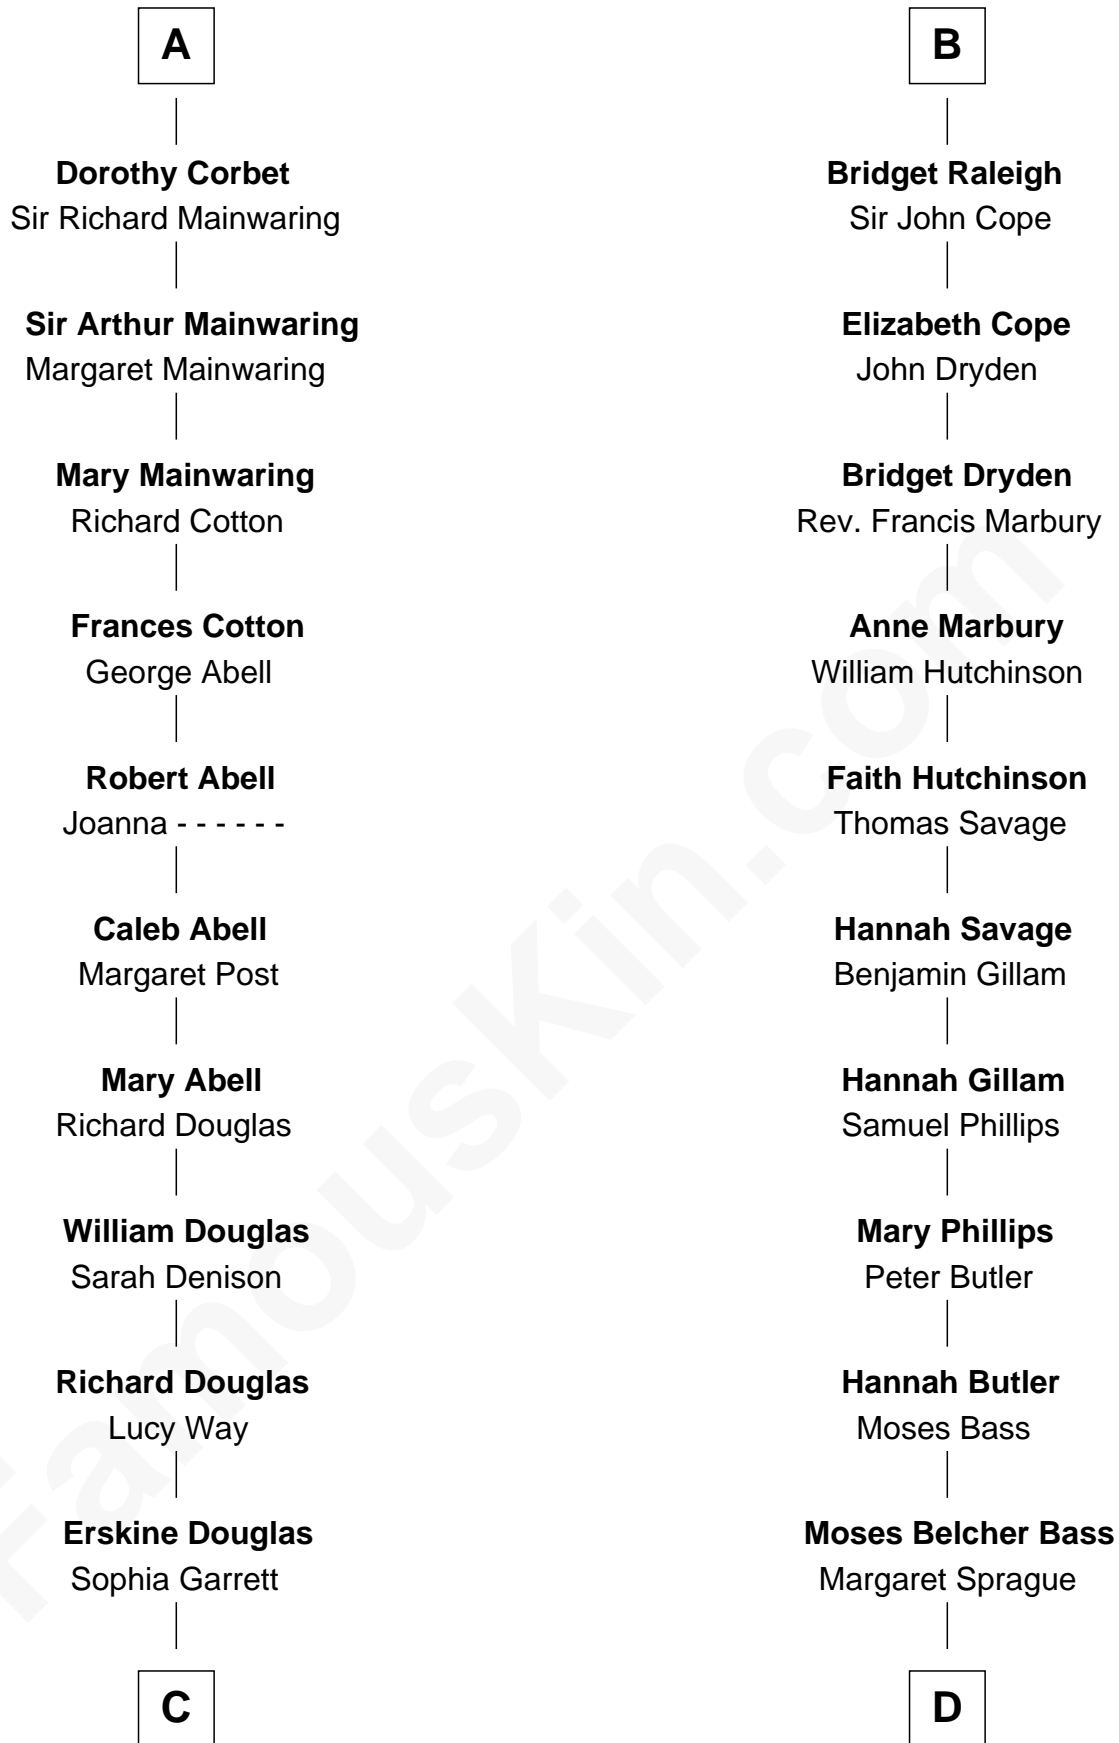 A
Dorothy Corbet
Sir Richard Mainwaring
Sir Arthur Mainwaring
Margaret Mainwaring
Mary Mainwaring
Richard Cotton
Frances Cotton
George Abell
Robert Abell
Joanna - - - - - -
Caleb Abell
Margaret Post
Mary Abell
Richard Douglas
William Douglas
Sarah Denison
Richard Douglas
Lucy Way
Erskine Douglas
Sophia Garrett
C
B
Bridget Raleigh
Sir John Cope
Elizabeth Cope
John Dryden
Bridget Dryden
Rev. Francis Marbury
Anne Marbury
William Hutchinson
Faith Hutchinson
Thomas Savage
Hannah Savage
Benjamin Gillam
Hannah Gillam
Samuel Phillips
Mary Phillips
Peter Butler
Hannah Butler
Moses Bass
Moses Belcher Bass
Margaret Sprague
D
FamousKin.com